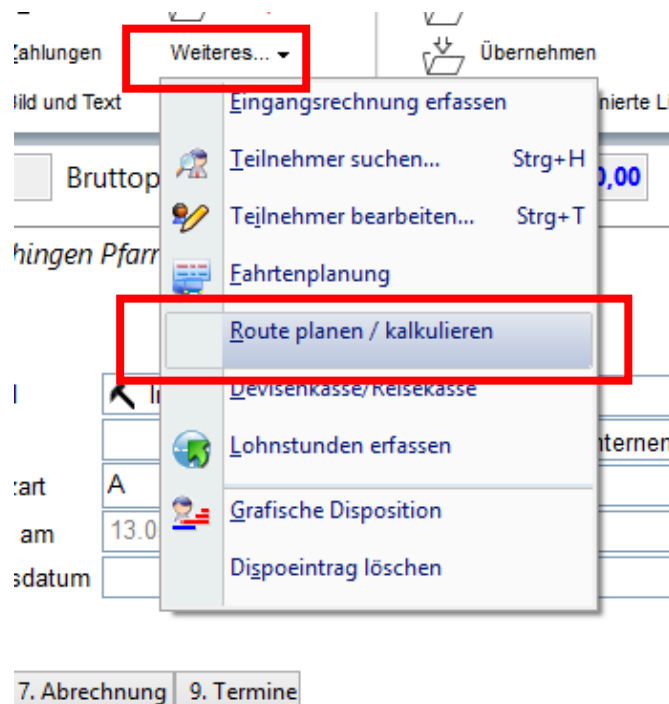 Zahlungen Weiteres... Übernehmen
Bild und Text
Eingangsrechnung erfassen
nierte Li
Bruttop
Teilnehmer suchen... Strg+H
0,00
Teilnehmer bearbeiten... Strg+T
hingen Pfarr
Fahrtenplanung
Route planen / kalkulieren
Devisenkasse/Reisekasse
Lohnstunden erfassen
nternen
zart A
Grafische Disposition
am 13.0
sdatum
Dispoeintrag löschen
7. Abrechnung 9. Termine